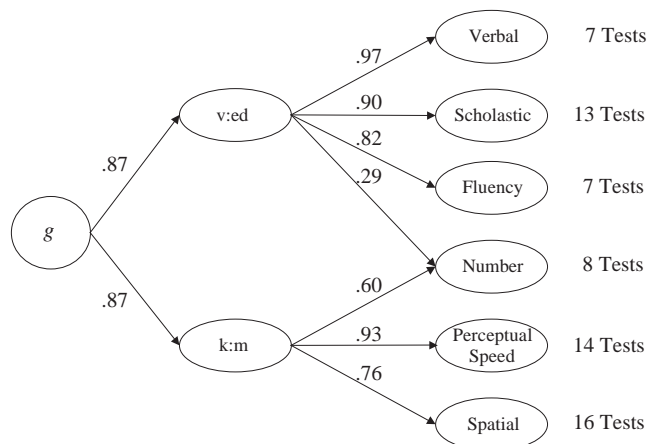 .97
Verbal
7 Tests
v:ed
.90
Scholastic
13 Tests
.82
.87
.29
Fluency
7 Tests
g
.87
.60
Number
8 Tests
k:m
.93
Perceptual
Speed
14 Tests
.76
Spatial
16 Tests